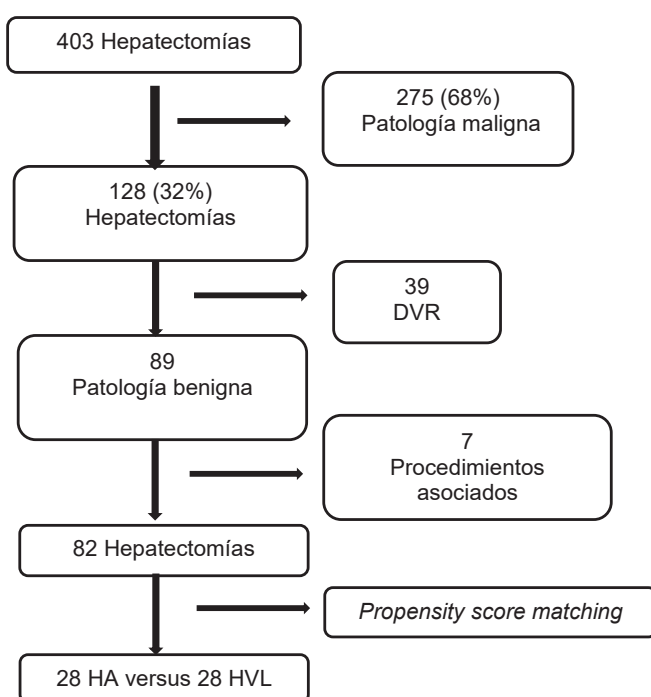 403 Hepatectomías
275 (68%)
Patología maligna
128 (32%)
Hepatectomías
39
DVR
89
Patología benigna
7
Procedimientos
asociados
82 Hepatectomías
Propensity score matching
28 HA versus 28 HVL